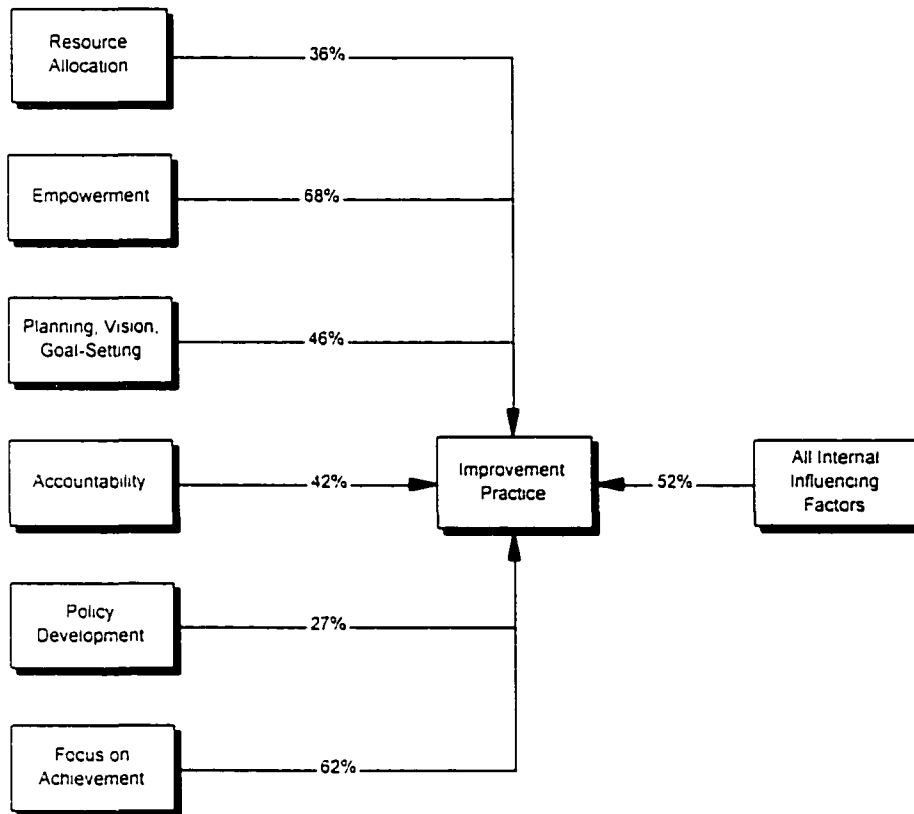 Resource
Allocation
36%
Empowerment
68%
Planning, Vision,
Goal-Setting
46%
Accountability
42%
Improvement
Practice
52%
All Internal
Influencing
Factors
Policy
Development
27%
Focus on
Achievement
62%